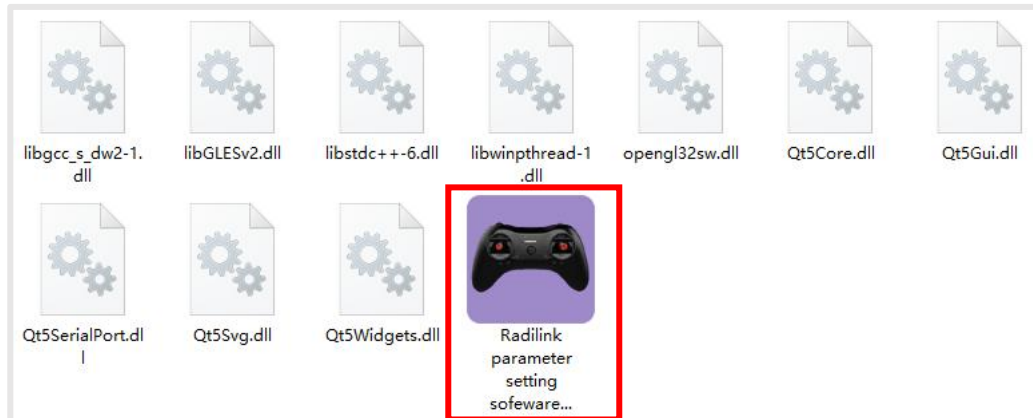 libgcc_s_dw2-1.
dll
libGLESv2.dll
libstdc++-6.dll
libwinpthread-1
.dll
opengl32sw.dll
Qt5Core.dll
Qt5Gui.dll
Qt5SerialPort.dl
l
Qt5Svg.dll
Qt5Widgets.dll
Radilink
parameter
setting
sofeware...